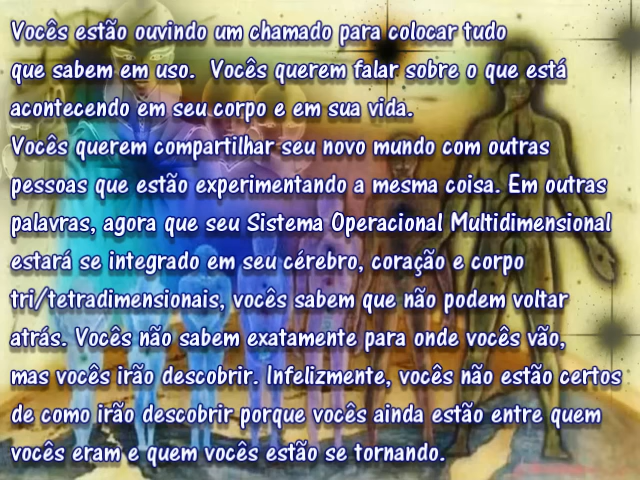 Vocês estão ouvindo um chamado para colocar tudo
que sabem em uso. Vocês querem falar sobre o que está
acontecendo em seu corpo e em sua vida.
Vocês querem compartilhar seu novo mundo com outras
pessoas que estão experimentando a mesma coisa. Em outras
palavras, agora que seu Sistema Operacional Multidimensional
estará se integrado em seu cérebro, coração e corpo
tri/tetradimensionais, vocês sabem que não podem voltar
atrás. Vocês não sabem exatamente para onde vocês vão,
mas vocês irão descobrir. Infelizmente, vocês não estão certos
de como irão descobrir porque vocês ainda estão entre quem
vocês eram e quem vocês estão se tornando.